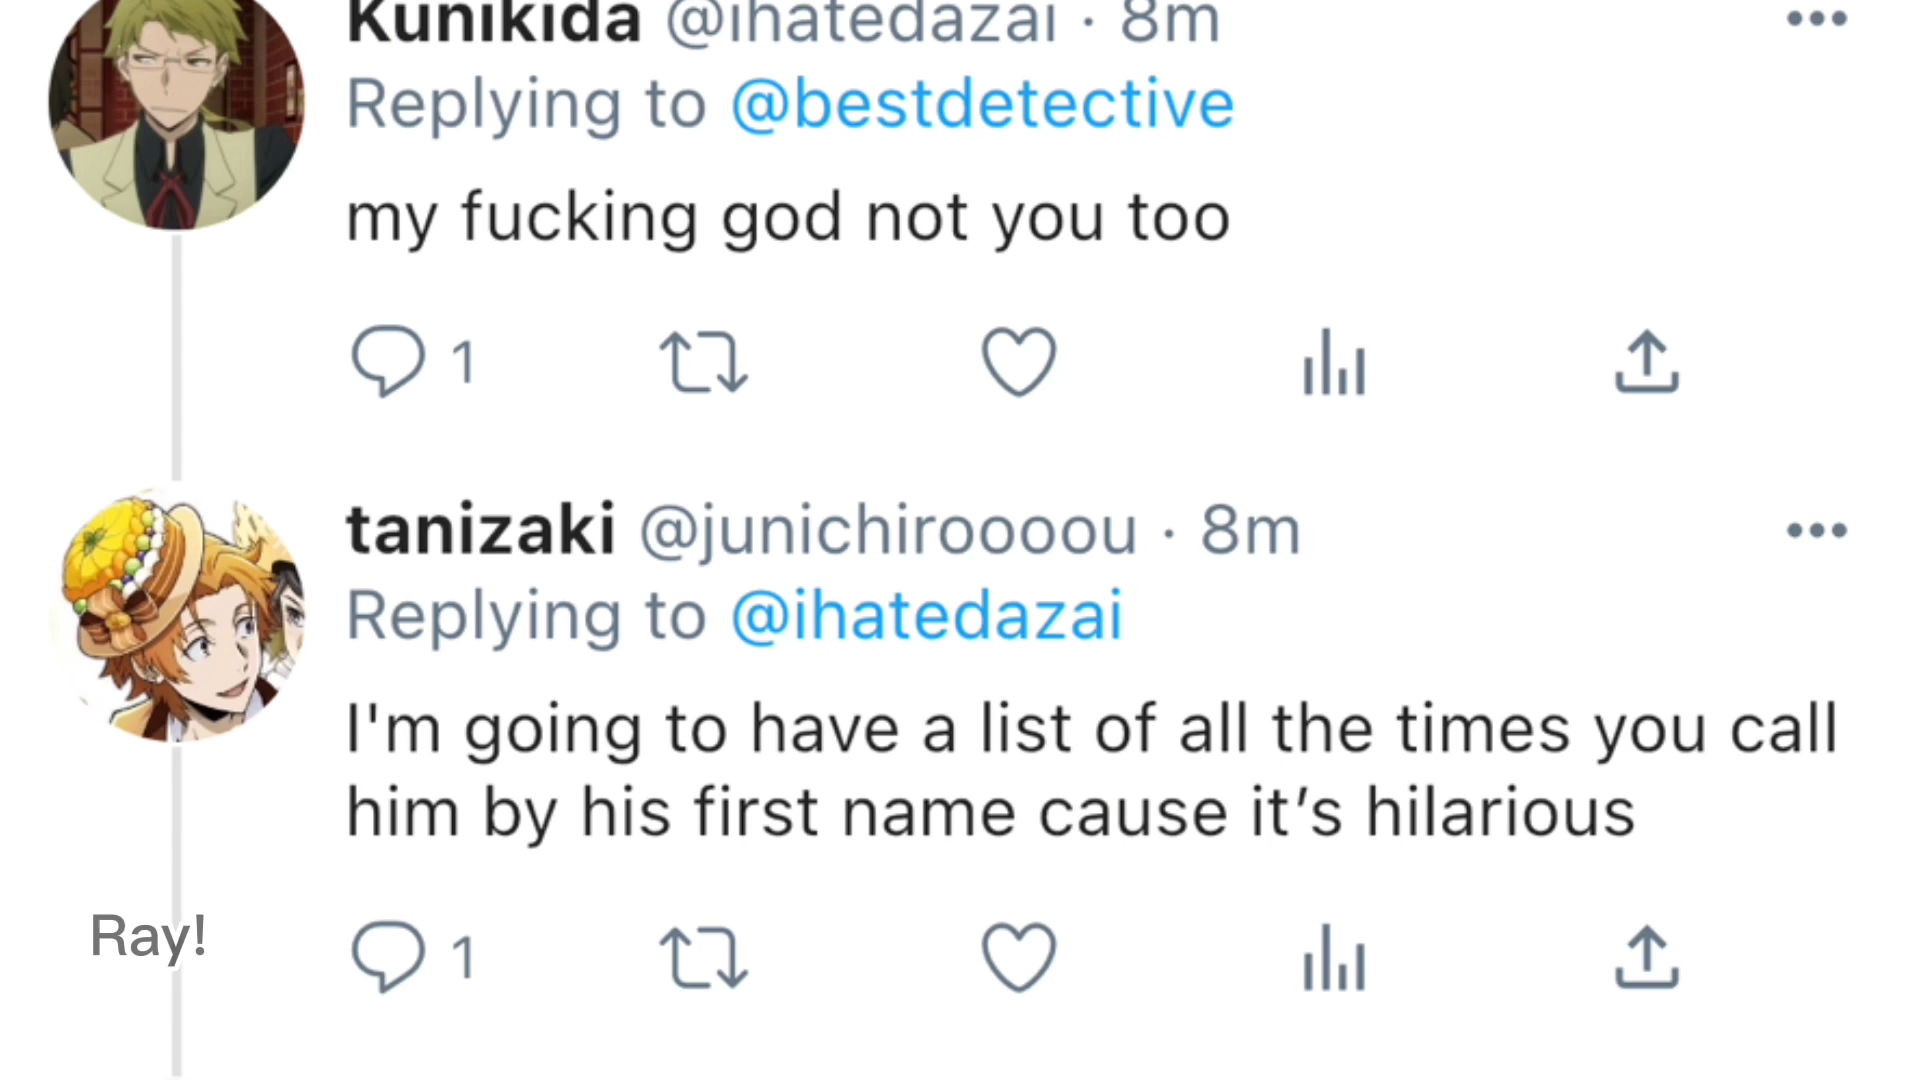 Kunikida @ihatedazai · 8m
Replying to @bestdetective
my fucking god not you too
1
tanizaki @junichiroooou · 8m
Replying to @ihatedazai
I'm going to have a list of all the times you call
him by his first name cause it’s hilarious
Ray!
1